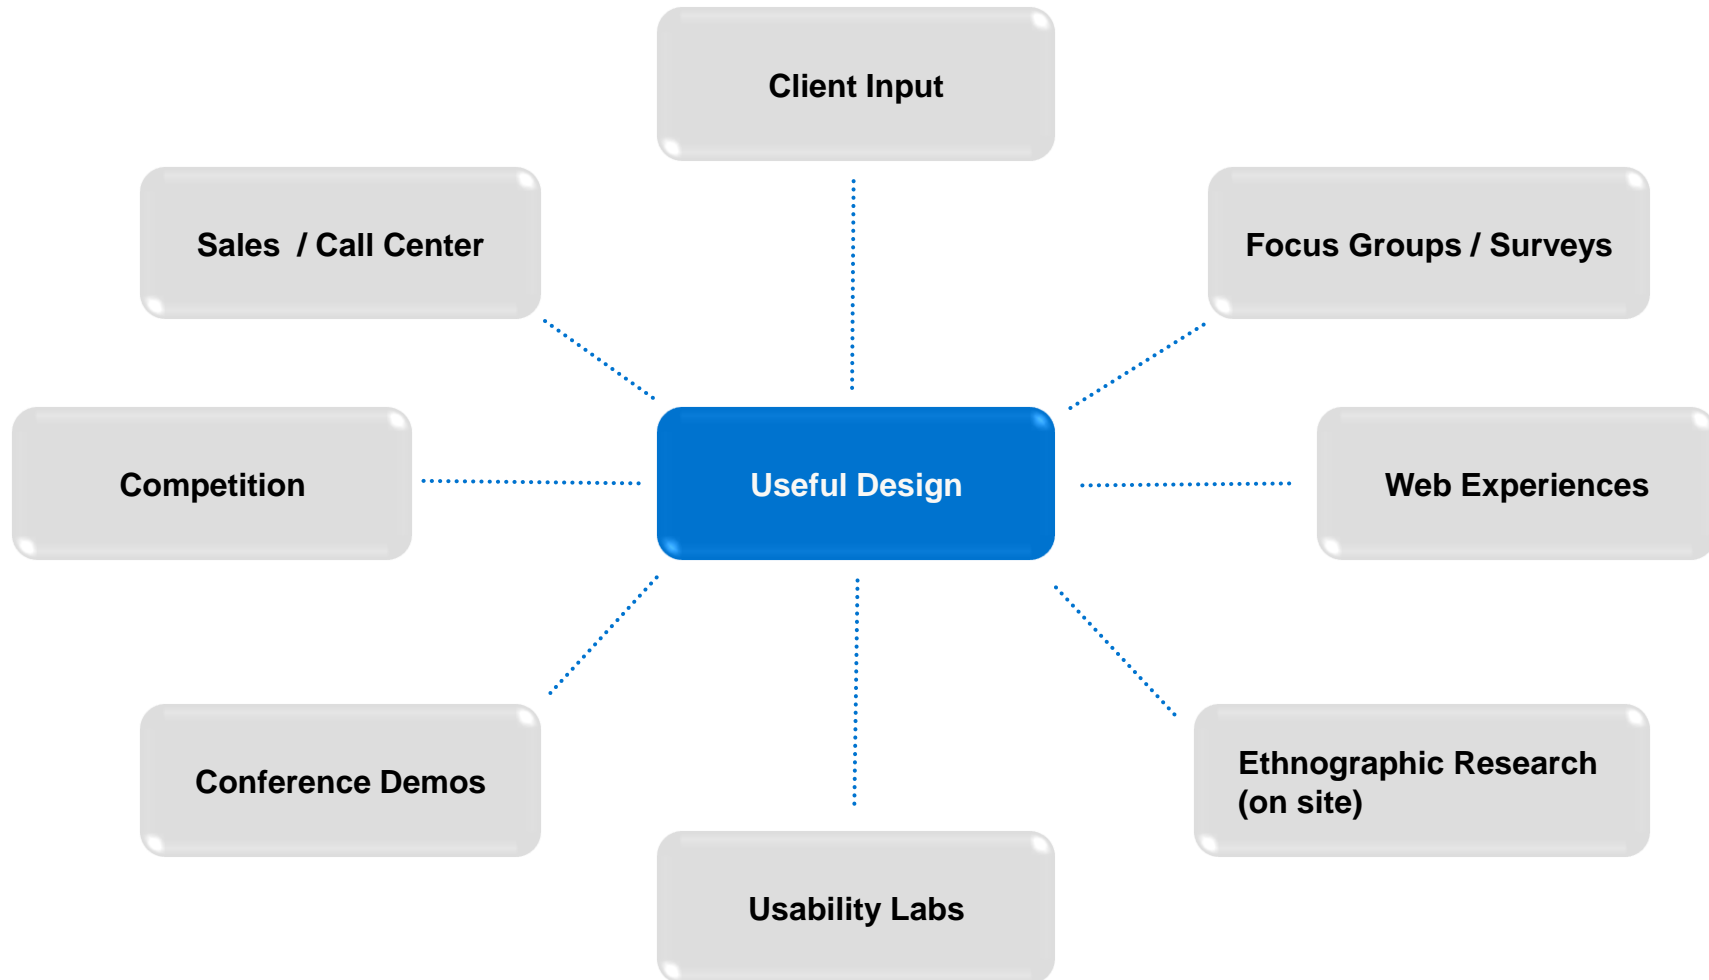 Client Input
Sales  / Call Center
Focus Groups / Surveys
Competition
Useful Design
Web Experiences
Conference Demos
Ethnographic Research
(on site)
Usability Labs